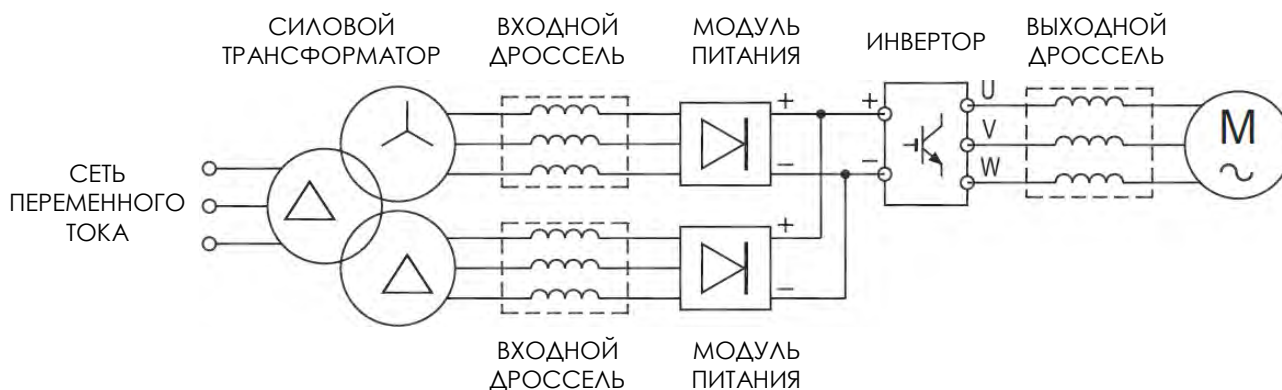 СИЛОВОЙ
ТРАНСФОРМАТОР
ВХОДНОЙ
ДРОССЕЛЬ
МОДУЛЬ
ПИТАНИЯ
ИНВЕРТОР
ВЫХОДНОЙ
ДРОССЕЛЬ
СЕТЬ
ПЕРЕМЕННОГО
ТОКА
+
−
+
−
U
V
W
M
~
+
−
ВХОДНОЙ
ДРОССЕЛЬ
МОДУЛЬ
ПИТАНИЯ